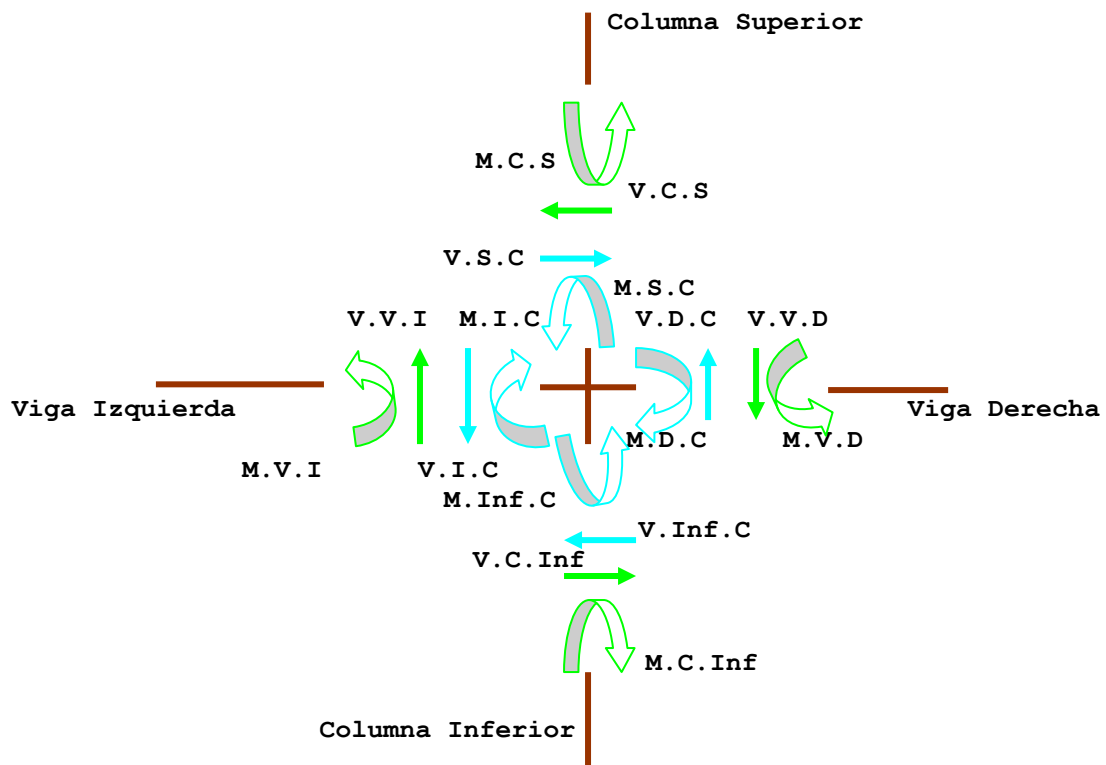 Columna Superior
M.C.S
V.C.S
V.S.C
M.S.C
V.V.I M.I.C V.D.C V.V.D
Viga Izquierda Viga Derecha
M.D.C M.V.D
M.V.I V.I.C
M.Inf.C
V.Inf.C
V.C.Inf
M.C.Inf
Columna Inferior